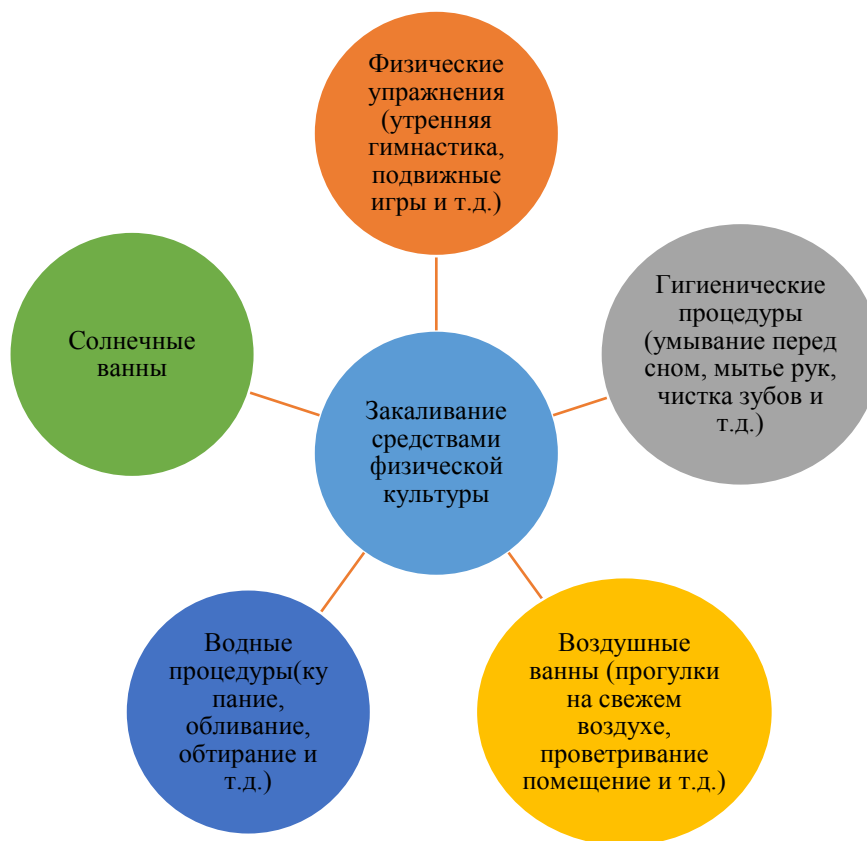 Физические
упражнения
(утренняя
гимнастика,
подвижные
игры и т.д.)
Гигиенические
процедуры
(умывание перед
сном, мытье рук,
чистка зубов и
т.д.)
Солнечные
ванны
Закаливание
средствами
физической
культуры
Водные
процедуры(ку
пание,
обливание,
обтирание и
т.д.)
Воздушные
ванны (прогулки
на свежем
воздухе,
проветривание
помещение и т.д.)